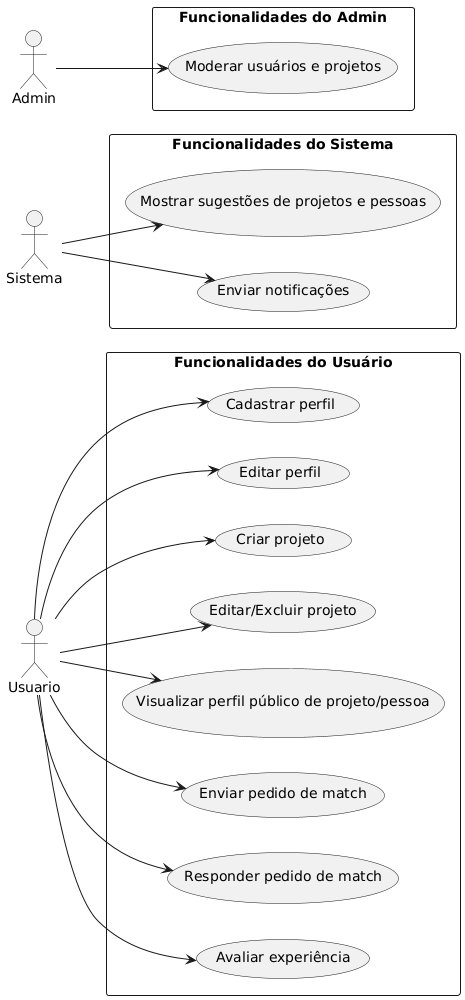 Funcionalidades do Admin
Moderar usuários e projetos
Admin
Funcionalidades do Sistema
Mostrar sugestões de projetos e pessoas
Sistema
Enviar notificações
Funcionalidades do Usuário
Cadastrar perfil
Editar perfil
Criar projeto
Editar/Excluir projeto
Usuario
Visualizar perfil público de projeto/pessoa
Enviar pedido de match
Responder pedido de match
Avaliar experiência